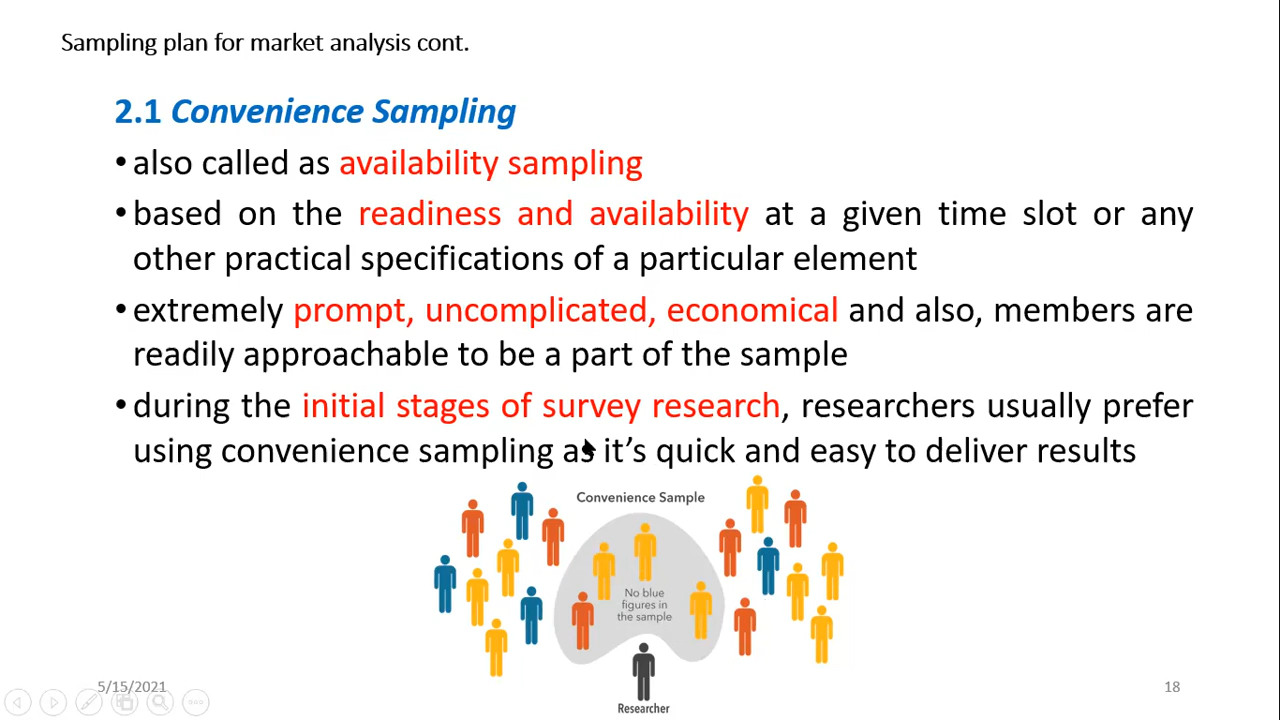 Sampling plan for market analysis cont.
2.1 Convenience Sampling
•also called as availability sampling
•based on the readiness and availability at a given time slot or any
other practical specifications of a particular element
•extremely prompt, uncomplicated, economical and also, members are
readily approachable to be a part of the sample
•during the initial stages of survey research, researchers usually prefer
using convenience sampling as it’s quick and easy to deliver results
Convenience Sample
No blue
figures in
the sample
Researcher
5/15/2021
18